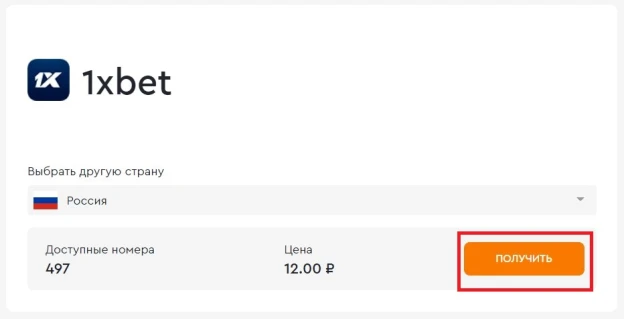 1X
1xbet
Выбрать другую страну
Россия
Доступные номера
497
Цена
12.00 ₽
ПОЛУЧИТЬ